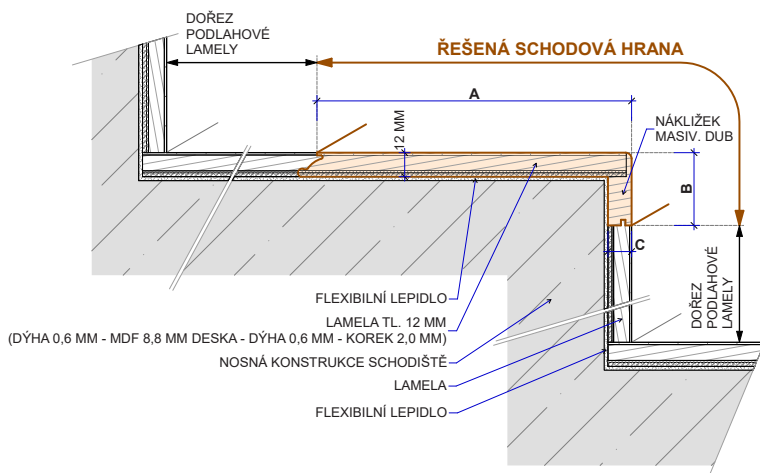 DOŘEZ
PODLAHOVÉ
LAMELY
ŘEŠENÁ SCHODOVÁ HRANA
A
12 MM
NÁKLIŽEK
MASIV. DUB
B
C
DOŘEZ
PODLAHOVÉ
LAMELY
FLEXIBILNÍ LEPIDLO
LAMELA TL. 12 MM
(DÝHA 0,6 MM - MDF 8,8 MM DESKA - DÝHA 0,6 MM - KOREK 2,0 MM)
NOSNÁ KONSTRUKCE SCHODIŠTĚ
LAMELA
FLEXIBILNÍ LEPIDLO